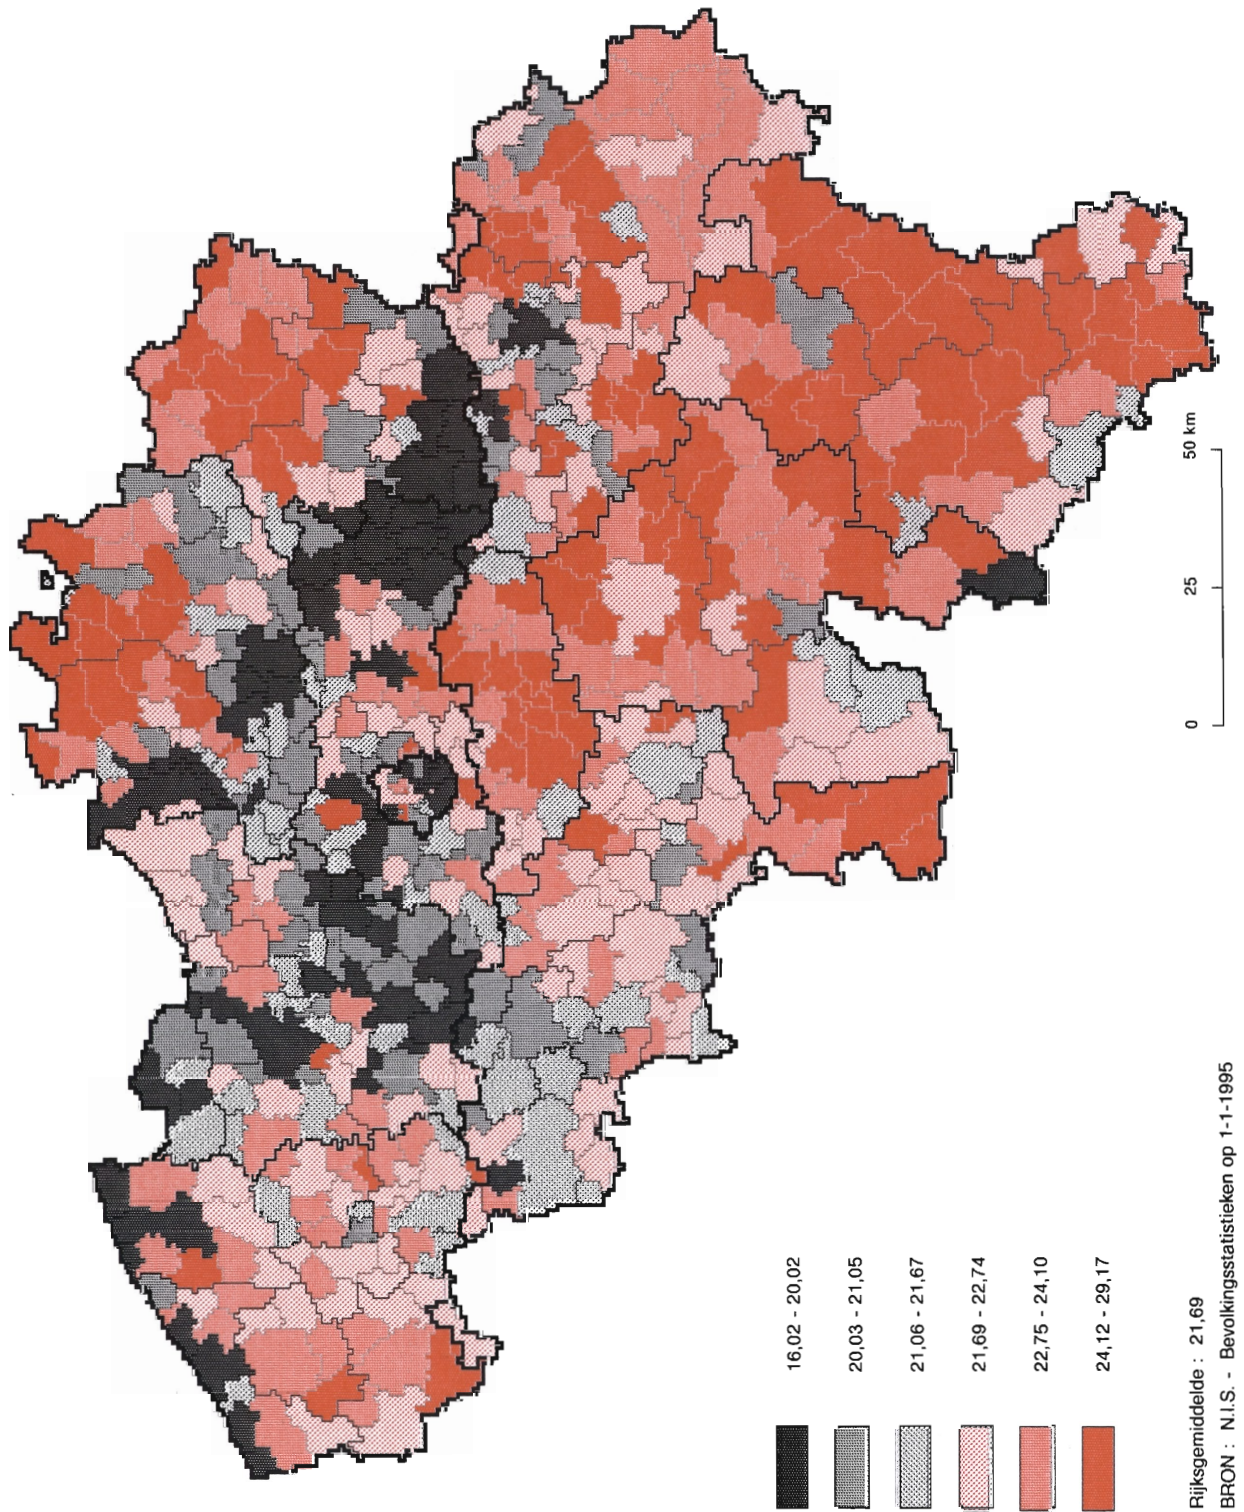 16,02 - 20,02
20,03 - 21,05
21,06 - 21,67
21,69 - 22,74
22,75 - 24,10
24,12 - 29,17
0 25 50 km
Rijksgemiddelde : 21,69
BRON : N.I.S. - Bevolkingsstatistieken op 1-1-1995